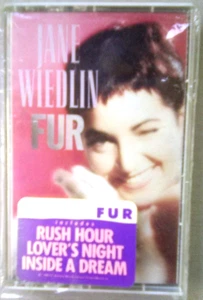 JANE
WIEDLIN
FUR
FUR
includes
RUSH HOUR
LOVER'S NIGHT
INSIDE A DREAM